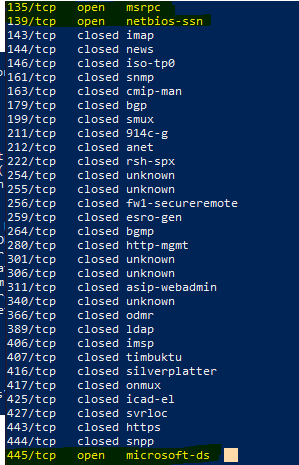 135/tcp open msrpc
139/tcp open netbios-ssn
143/tcp closed imap
144/tcp closed news
146/tcp closed iso-tp0
161/tcp closed snmp
163/tcp closed cmip-man
179/tcp closed bgp
199/tcp closed smux
211/tcp closed 914c-g
212/tcp closed anet
222/tcp closed rsh-spx
254/tcp closed unknown
255/tcp closed unknown
256/tcp closed fw1-secureremote
259/tcp closed esro-gen
264/tcp closed bgmp
280/tcp closed http-mgmt
301/tcp closed unknown
306/tcp closed unknown
311/tcp closed asip-webadmin
340/tcp closed unknown
366/tcp closed odmr
389/tcp closed ldap
406/tcp closed imsp
407/tcp closed timbuktu
416/tcp closed silverplatter
417/tcp closed onmux
425/tcp closed icad-el
427/tcp closed svrloc
443/tcp closed https
444/tcp closed snpp
445/tcp open microsoft-ds